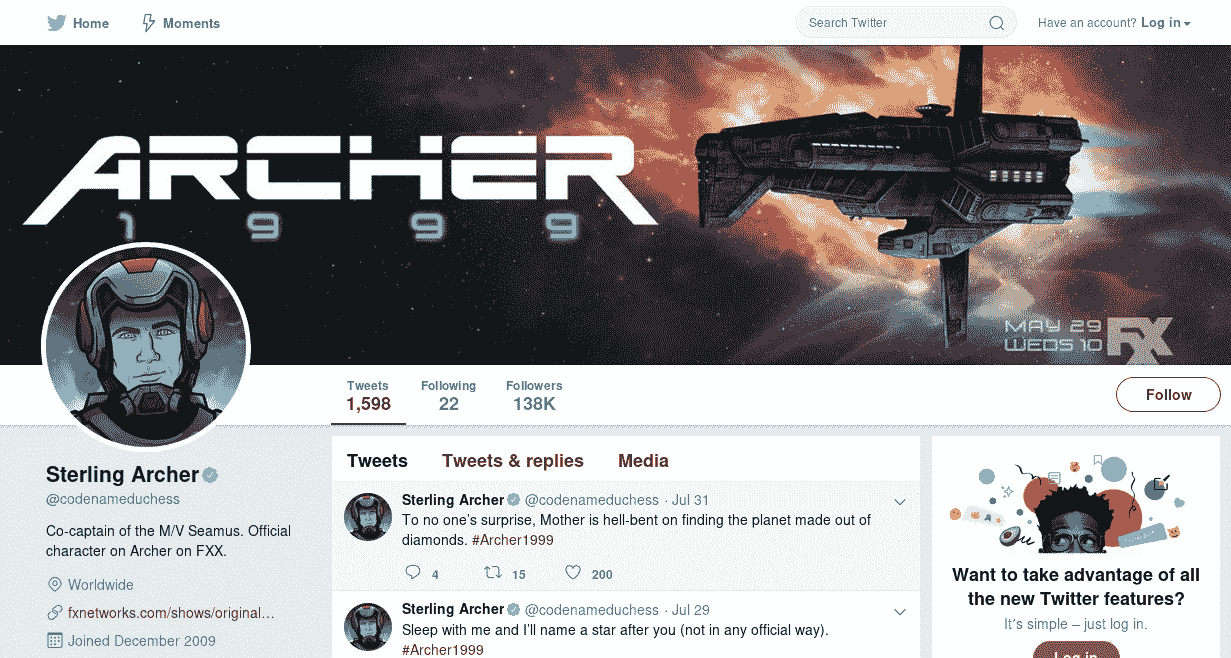 Home
Moments
Search Twitter
Have an account? Log in
ARCHER
1 9 9 9
MAY 29
WEDS 10
FXX
Tweets
1,598
Following
22
Followers
138K
Follow
Sterling Archer
@codenameduchess
Co-captain of the M/V Seamus. Official
character on Archer on FXX.
Worldwide
fxnetworks.com/shows/original…
Joined December 2009
Tweets
Tweets & replies
Media
Sterling Archer @codenameduchess · Jul 31
To no one's surprise, Mother is hell-bent on finding the planet made out of
diamonds. #Archer1999
4
15
200
Sterling Archer @codenameduchess · Jul 29
Sleep with me and I'll name a star after you (not in any official way).
#Archer1999
Want to take advantage of all
the new Twitter features?
It's simple – just log in.
Log in